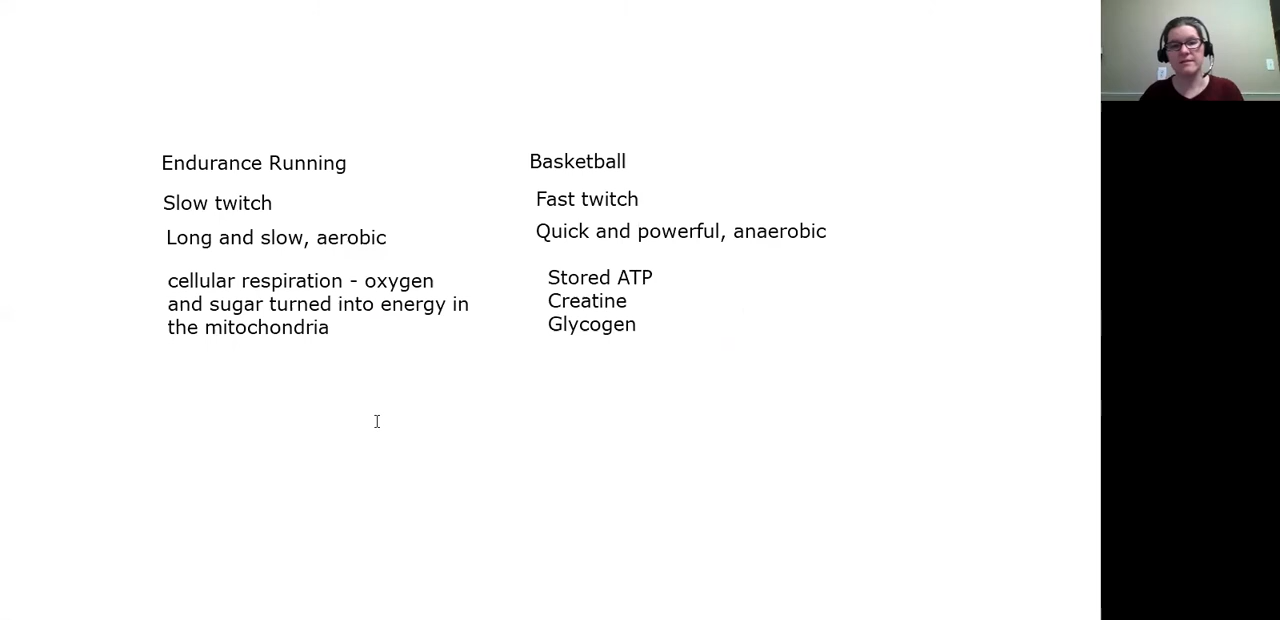 Endurance Running
Slow twitch
Long and slow, aerobic
cellular respiration - oxygen
and sugar turned into energy in
the mitochondria
Basketball
Fast twitch
Quick and powerful, anaerobic
Stored ATP
Creatine
Glycogen